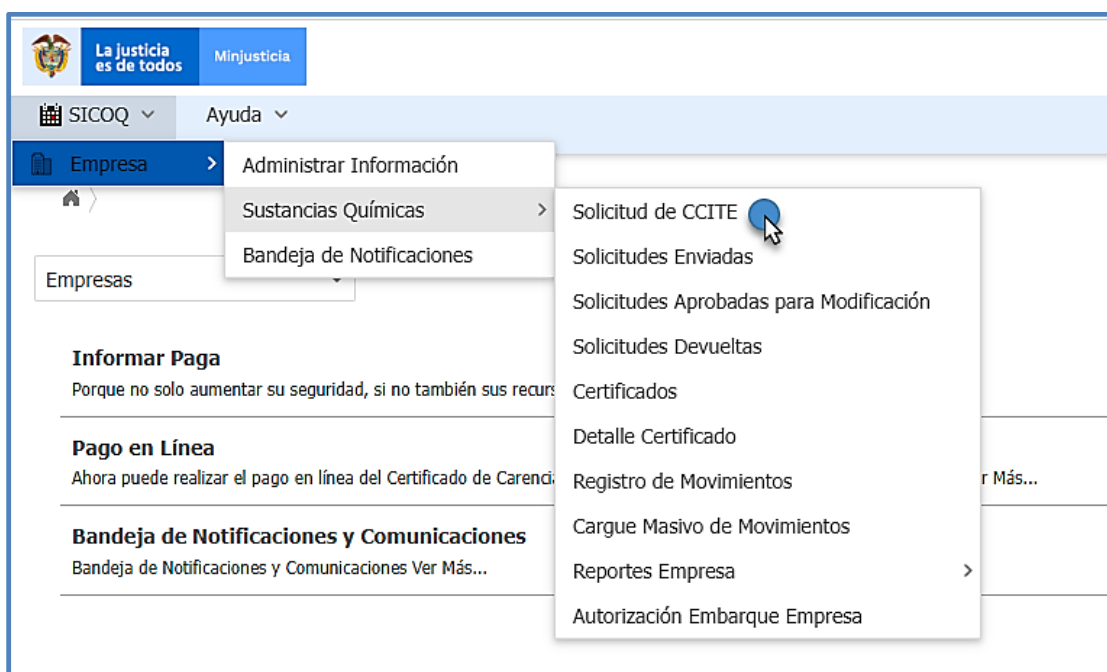 La justicia
es de todos
Minjusticia
SICOQ
Ayuda
Empresa
Administrar Información
Sustancias Químicas
Bandeja de Notificaciones
Solicitud de CCITE
Solicitudes Enviadas
Solicitudes Aprobadas para Modificación
Solicitudes Devueltas
Certificados
Detalle Certificado
Registro de Movimientos
Cargue Masivo de Movimientos
Reportes Empresa
Autorización Embarque Empresa
Empresas
Informar Paga
Porque no solo aumentar su seguridad, si no también sus recurs
Pago en Línea
Ahora puede realizar el pago en línea del Certificado de Carenci r Más...
Bandeja de Notificaciones y Comunicaciones
Bandeja de Notificaciones y Comunicaciones Ver Más...